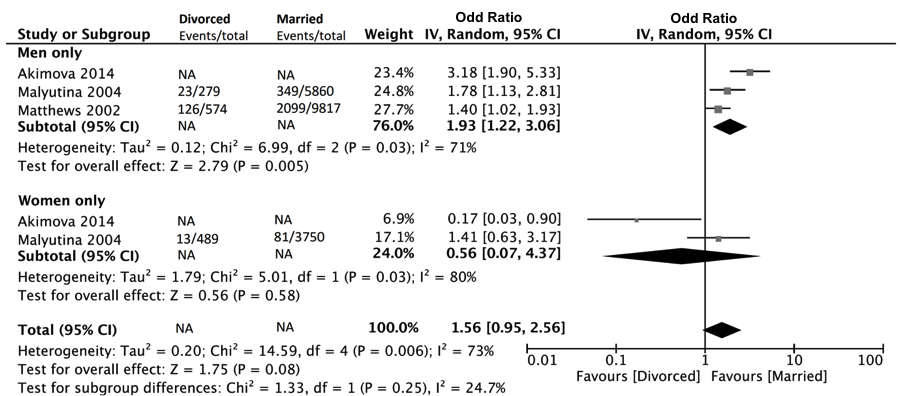 Divorced Married Odd Ratio Odd Ratio
Study or Subgroup Events/total Events/total Weight IV, Random, 95% CI IV, Random, 95% CI
Men only
Akimova 2014 NA NA 23.4% 3.18 [1.90, 5.33]
Malyutina 2004 23/279 349/5860 24.8% 1.78 [1.13, 2.81]
Matthews 2002 126/574 2099/9817 27.7% 1.40 [1.02, 1.93]
Subtotal (95% CI) NA NA 76.0% 1.93 [1.22, 3.06]
Heterogeneity: Tau² = 0.12; Chi² = 6.99, df = 2 (P = 0.03); I² = 71%
Test for overall effect: Z = 2.79 (P = 0.005)
Women only
Akimova 2014 NA NA 6.9% 0.17 [0.03, 0.90]
Malyutina 2004 13/489 81/3750 17.1% 1.41 [0.63, 3.17]
Subtotal (95% CI) NA NA 24.0% 0.56 [0.07, 4.37]
Heterogeneity: Tau² = 1.79; Chi² = 5.01, df = 1 (P = 0.03); I² = 80%
Test for overall effect: Z = 0.56 (P = 0.58)
Total (95% CI) NA NA 100.0% 1.56 [0.95, 2.56]
Heterogeneity: Tau² = 0.20; Chi² = 14.59, df = 4 (P = 0.006); I² = 73%
Test for overall effect: Z = 1.75 (P = 0.08)
Test for subgroup differences: Chi² = 1.33, df = 1 (P = 0.25), I² = 24.7%
0.01 0.1 1 10 100
Favours [Divorced] Favours [Married]